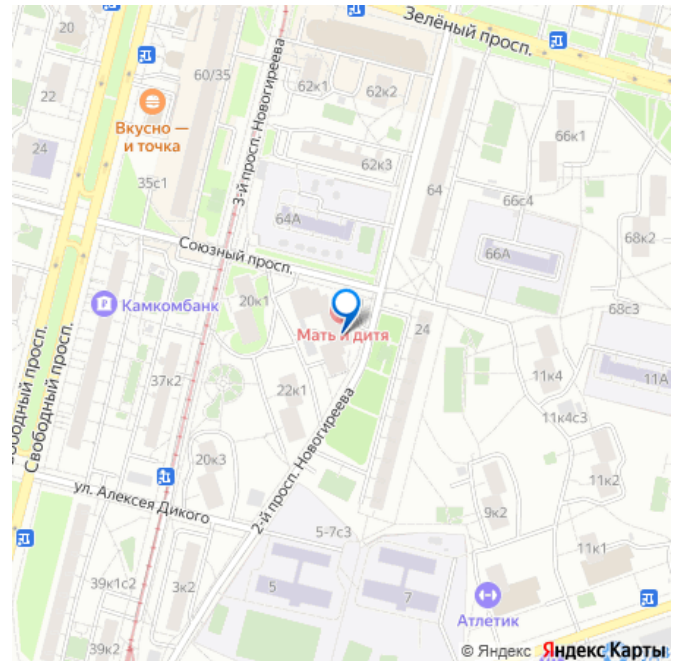 Зелёный просп.
20
60/35
62к1
62к2
22
3-й просп. Новогиреева
66к1
Вкусно —
и точка
24
62к3
35с1
64
66с4
64А
68к2
Союзный просп.
66А
20к1
Камкомбанк
68с3
Мать и дитя
24
Свободный просп.
37к2
11к4
11А
22к1
2-й просп. Новогиреева
11к4с3
20к3
11к2
ул. Алексея Дикого
9к2
5-7с3
11к1
39к1с2
3к2
5
7
Атлетик
39к2
© Яндекс Яндекс Карты